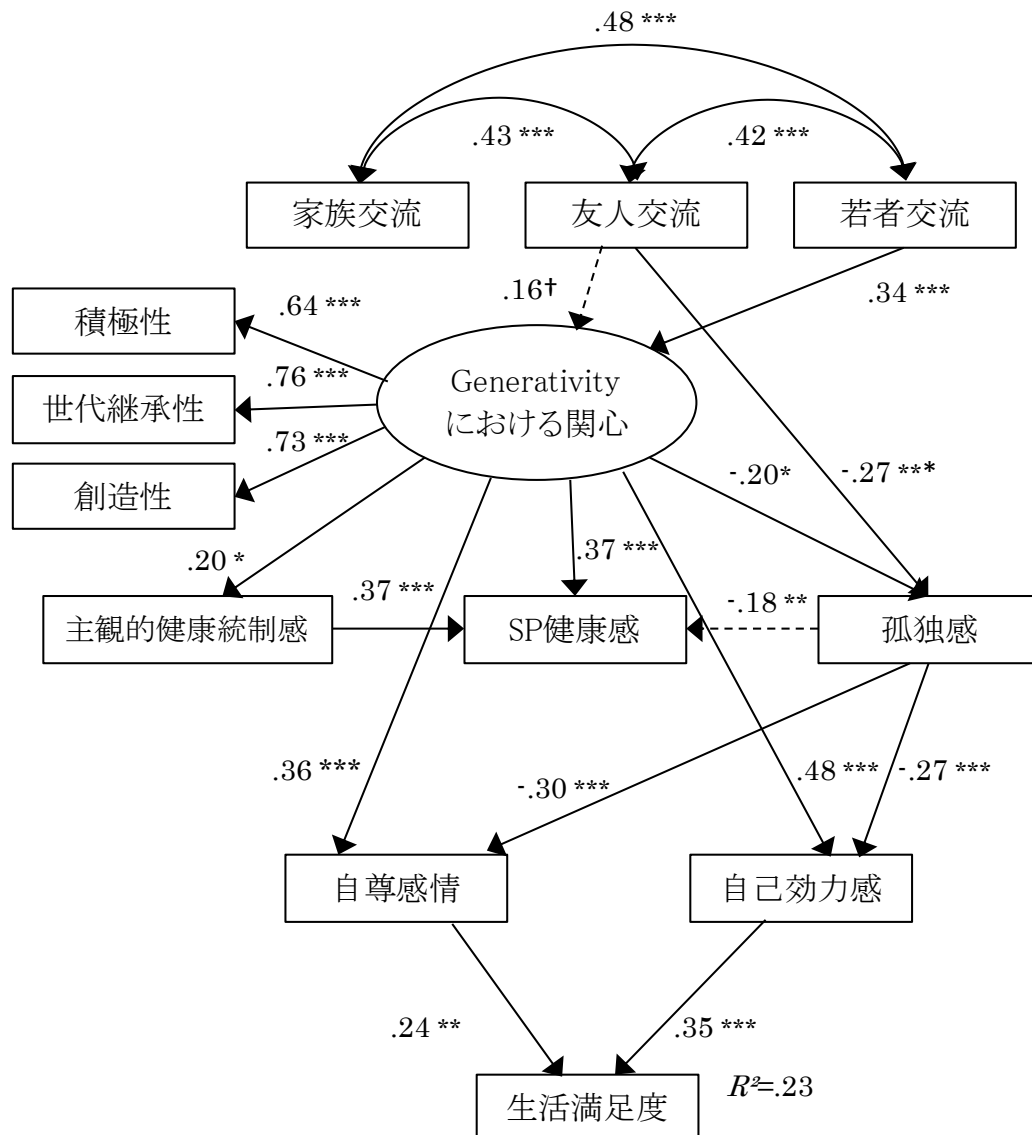 .48 ***
.43 ***
.42 ***
家族交流
友人交流
若者交流
.16†
.34 ***
積極性
.64 ***
世代継承性
.76 ***
Generativity
における関心
創造性
.73 ***
-.20*
-.27 ***
.20 *
.37 ***
.37 ***
-.18 **
主観的健康統制感
SP健康感
孤独感
.36 ***
-.30 ***
.48 ***
-.27 ***
自尊感情
自己効力感
.24 **
.35 ***
生活満足度
R²=.23